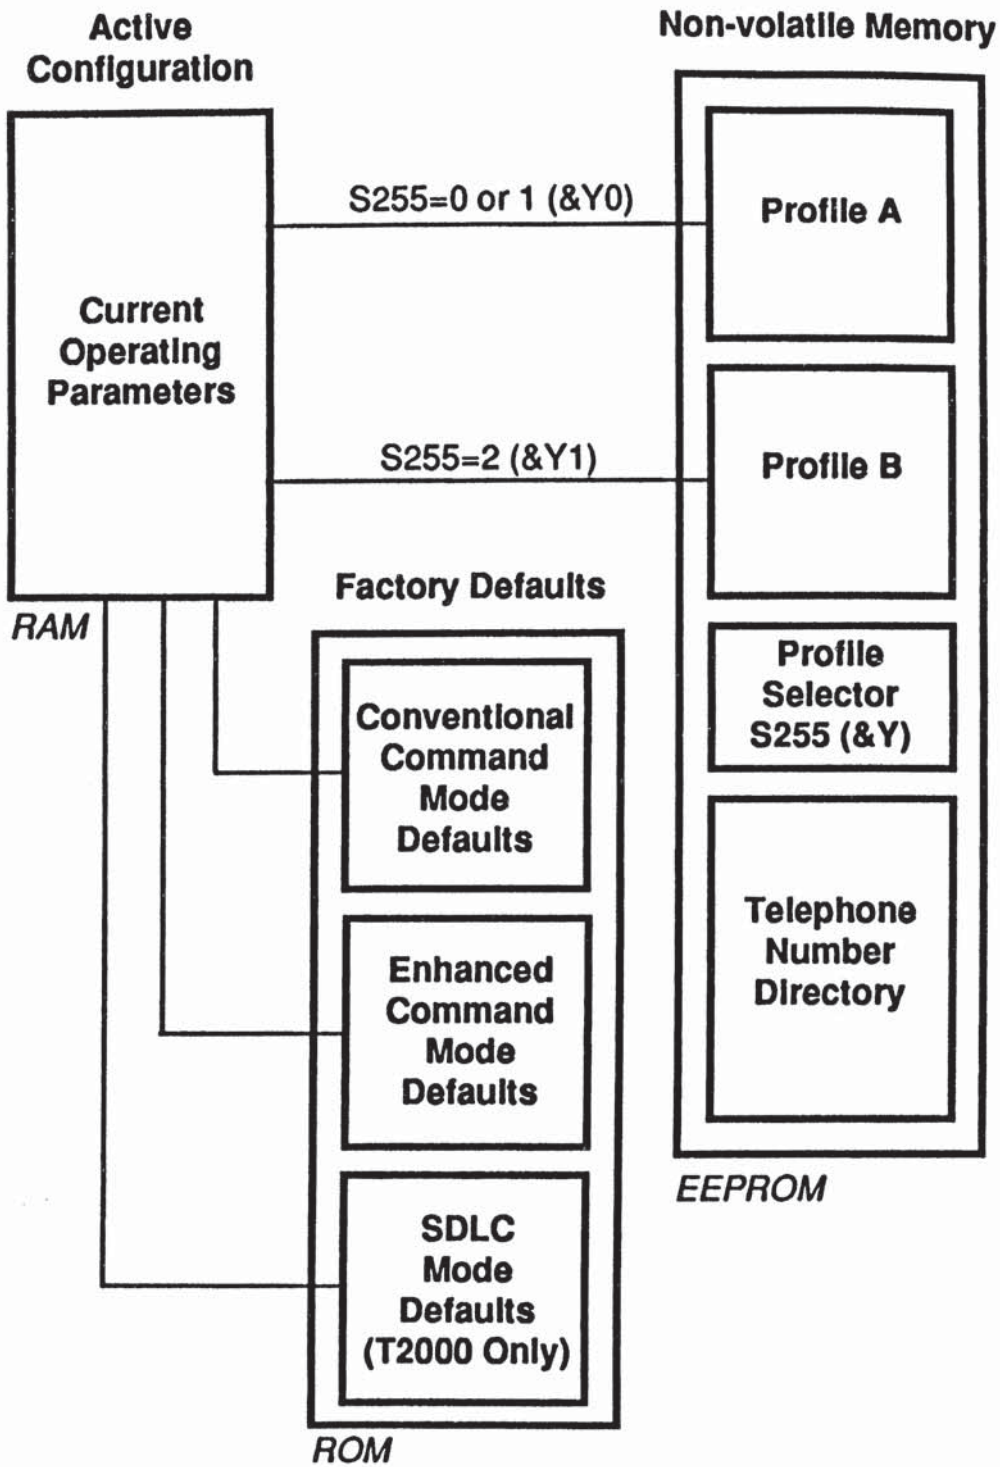 Active
Configuration
Non-volatile Memory
S255=0 or 1 (&Y0)
Profile A
Current
Operating
Parameters
S255=2 (&Y1)
Profile B
RAM
Factory Defaults
Conventional
Command
Mode
Defaults
Profile
Selector
S255 (&Y)
Enhanced
Command
Mode
Defaults
Telephone
Number
Directory
EEPROM
SDLC
Mode
Defaults
(T2000 Only)
ROM